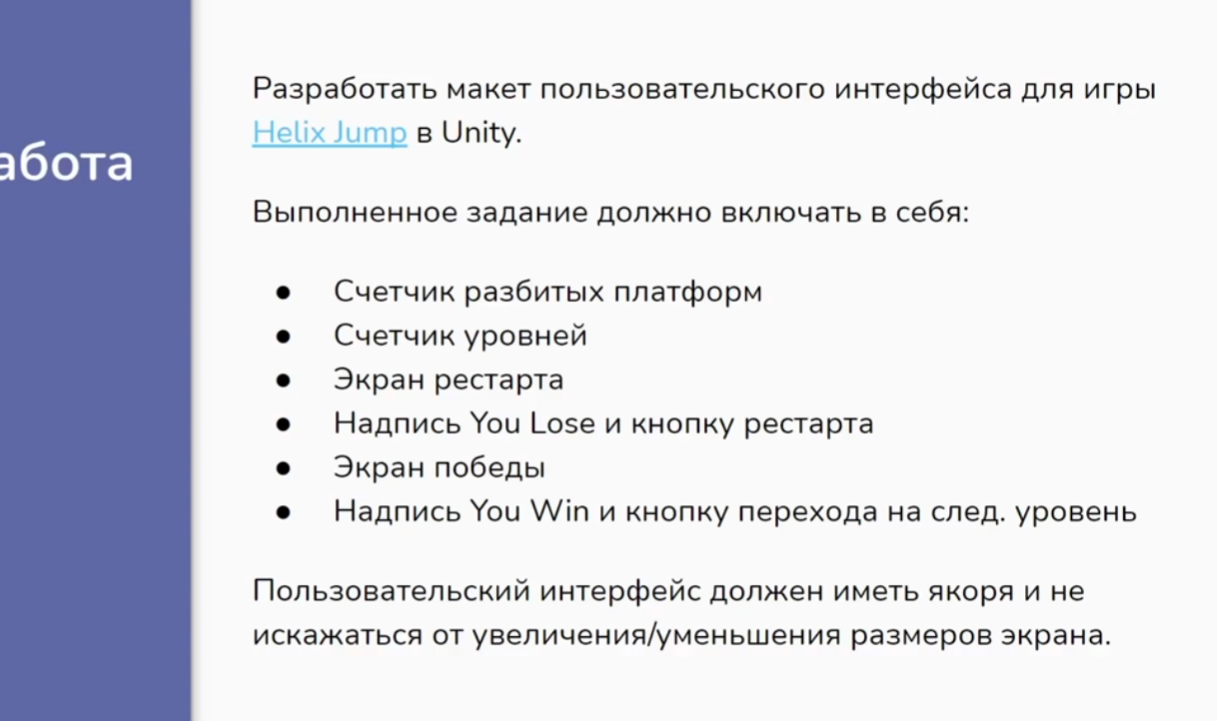 абота
Разработать макет пользовательского интерфейса для игры
Helix Jump в Unity.
Выполненное задание должно включать в себя:
● Счетчик разбитых платформ
● Счетчик уровней
● Экран рестарта
● Надпись You Lose и кнопку рестарта
● Экран победы
● Надпись You Win и кнопку перехода на след. уровень
Пользовательский интерфейс должен иметь якоря и не
искажаться от увеличения/уменьшения размеров экрана.